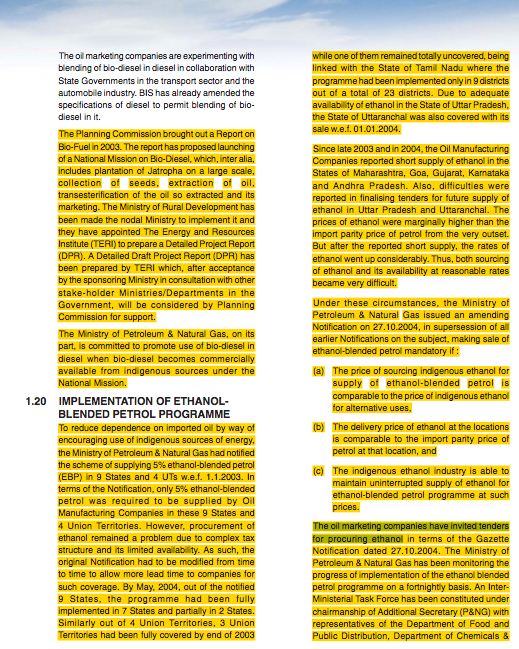 The oil marketing companies are experimenting with
blending of bio-diesel in diesel in collaboration with
State Governments in the transport sector and the
automobile industry. BIS has already amended the
specifications of diesel to permit blending of bio-
diesel in it.
The Planning Commission brought out a Report on
Bio-Fuel in 2003. The report has proposed launching
of a National Mission on Bio-Diesel, which, inter alia,
includes plantation of Jatropha on a large scale,
collection of seeds, extraction of oil,
transesterification of the oil so extracted and its
marketing. The Ministry of Rural Development has
been made the nodal Ministry to implement it and
they have appointed The Energy and Resources
Institute (TERI) to prepare a Detailed Project Report
(DPR). A Detailed Draft Project Report (DPR) has
been prepared by TERI which, after acceptance
by the sponsoring Ministry in consultation with other
stake-holder Ministries/Departments in the
Government, will be considered by Planning
Commission for support.
The Ministry of Petroleum & Natural Gas, on its
part, is committed to promote use of bio-diesel in
diesel when bio-diesel becomes commercially
available from indigenous sources under the
National Mission.
1.20 IMPLEMENTATION OF ETHANOL-
BLENDED PETROL PROGRAMME
To reduce dependence on imported oil by way of
encouraging use of indigenous sources of energy,
the Ministry of Petroleum & Natural Gas had notified
the scheme of supplying 5% ethanol-blended petrol
(EBP) in 9 States and 4 UTs w.e.f. 1.1.2003. In
terms of the Notification, only 5% ethanol-blended
petrol was required to be supplied by Oil
Manufacturing Companies in these 9 States and
4 Union Territories. However, procurement of
ethanol remained a problem due to complex tax
structure and its limited availability. As such, the
original Notification had to be modified from time
to time to allow more lead time to companies for
such coverage. By May, 2004, out of the notified
9 States, the programme had been fully
implemented in 7 States and partially in 2 States.
Similarly out of 4 Union Territories, 3 Union
Territories had been fully covered by end of 2003
while one of them remained totally uncovered, being
linked with the State of Tamil Nadu where the
programme had been implemented only in 9 districts
out of a total of 23 districts. Due to adequate
availability of ethanol in the State of Uttar Pradesh,
the State of Uttaranchal was also covered with its
sale w.e.f. 01.01.2004.
Since late 2003 and in 2004, the Oil Manufacturing
Companies reported short supply of ethanol in the
States of Maharashtra, Goa, Gujarat, Karnataka
and Andhra Pradesh. Also, difficulties were
reported in finalising tenders for future supply of
ethanol in Uttar Pradesh and Uttaranchal. The
prices of ethanol were marginally higher than the
import parity price of petrol from the very outset.
But after the reported short supply, the rates of
ethanol went up considerably. Thus, both sourcing
of ethanol and its availability at reasonable rates
became very difficult.
Under these circumstances, the Ministry of
Petroleum & Natural Gas issued an amending
Notification on 27.10.2004, in supersession of all
earlier Notifications on the subject, making sale of
ethanol-blended petrol mandatory if :
(a) The price of sourcing indigenous ethanol for
supply of ethanol-blended petrol is
comparable to the price of indigenous ethanol
for alternative uses,
(b) The delivery price of ethanol at the locations
is comparable to the import parity price of
petrol at that location, and
(c) The indigenous ethanol industry is able to
maintain uninterrupted supply of ethanol for
ethanol-blended petrol programme at such
prices.
The oil marketing companies have invited tenders
for procuring ethanol in terms of the Gazette
Notification dated 27.10.2004. The Ministry of
Petroleum & Natural Gas has been monitoring the
progress of implementation of the ethanol blended
petrol programme on a fortnightly basis. An Inter-
Ministerial Task Force has been constituted under
chairmanship of Additional Secretary (P&NG) with
representatives of the Department of Food and
Public Distribution, Department of Chemicals &